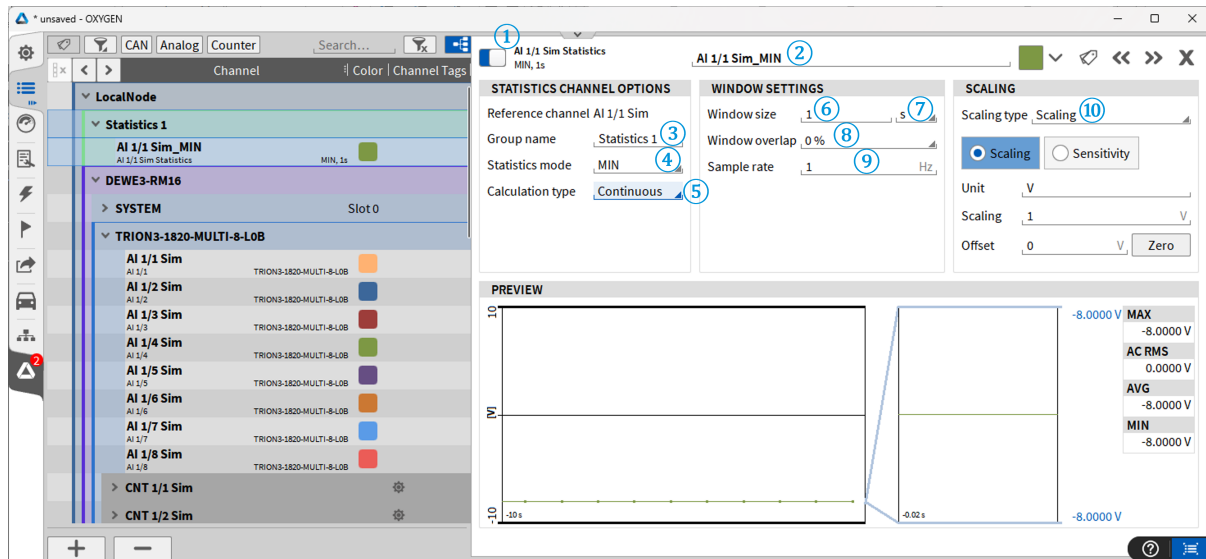 * unsaved - OXYGEN
CAN Analog Counter Search...
Channel Color Channel Tags
LocalNode
Statistics 1
AI 1/1 Sim_MIN
AI 1/1 Sim Statistics MIN, 1s
DEWE3-RM16
SYSTEM Slot 0
TRION3-1820-MULTI-8-L0B
AI 1/1 Sim
AI 1/1 TRION3-1820-MULTI-8-L0B
AI 1/2 Sim
AI 1/2 TRION3-1820-MULTI-8-L0B
AI 1/3 Sim
AI 1/3 TRION3-1820-MULTI-8-L0B
AI 1/4 Sim
AI 1/4 TRION3-1820-MULTI-8-L0B
AI 1/5 Sim
AI 1/5 TRION3-1820-MULTI-8-L0B
AI 1/6 Sim
AI 1/6 TRION3-1820-MULTI-8-L0B
AI 1/7 Sim
AI 1/7 TRION3-1820-MULTI-8-L0B
AI 1/8 Sim
AI 1/8 TRION3-1820-MULTI-8-L0B
CNT 1/1 Sim
CNT 1/2 Sim
2
1
AI 1/1 Sim Statistics
MIN, 1s
AI 1/1 Sim_MIN 2
STATISTICS CHANNEL OPTIONS
Reference channel AI 1/1 Sim
Group name Statistics 1 3
Statistics mode MIN 4
Calculation type Continuous 5
WINDOW SETTINGS
Window size 1 6 s 7
Window overlap 0 % 8
Sample rate 1 9 Hz
SCALING
Scaling type Scaling 10
Scaling Sensitivity
Unit V
Scaling 1 V
Offset 0 V Zero
PREVIEW
10
[V]
-10
-10 s
-0.02 s
-8.0000 V
-8.0000 V
MAX
-8.0000 V
AC RMS
0.0000 V
AVG
-8.0000 V
MIN
-8.0000 V